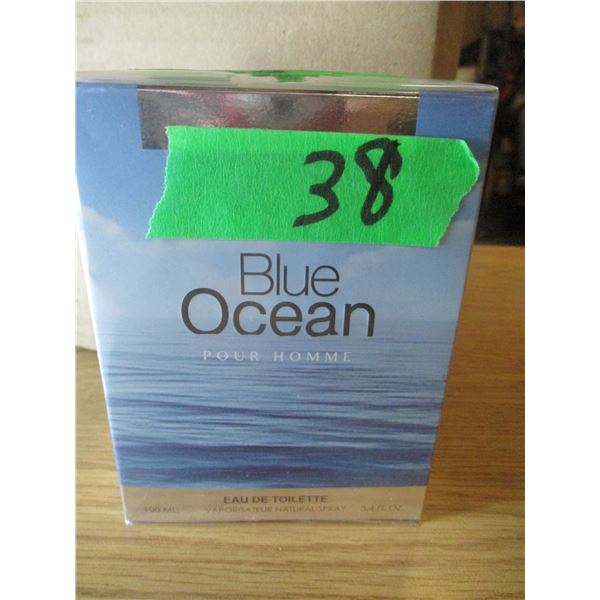 38
Blue
Ocean
POUR HOMME
EAU DE TOILETTE
100 ML. VAPORISATEUR NATURAL SPRAY 3.4 FL.OZ.